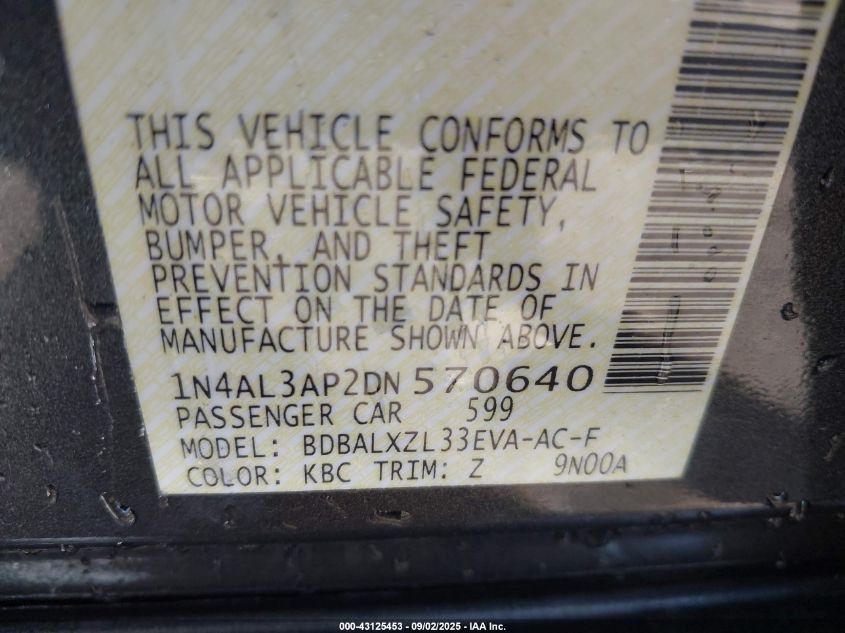 THIS VEHICLE CONFORMS TO
ALL APPLICABLE FEDERAL
MOTOR VEHICLE SAFETY,
BUMPER, AND THEFT
PREVENTION STANDARDS IN
EFFECT ON THE DATE OF
MANUFACTURE SHOWN ABOVE.
1N4AL3AP2DN570640
PASSENGER CAR 599
MODEL: BDBALXZL33EVA-AC-F
COLOR: KBC TRIM: Z 9N00A
000-43125453 - 09/02/2025 - IAA Inc.